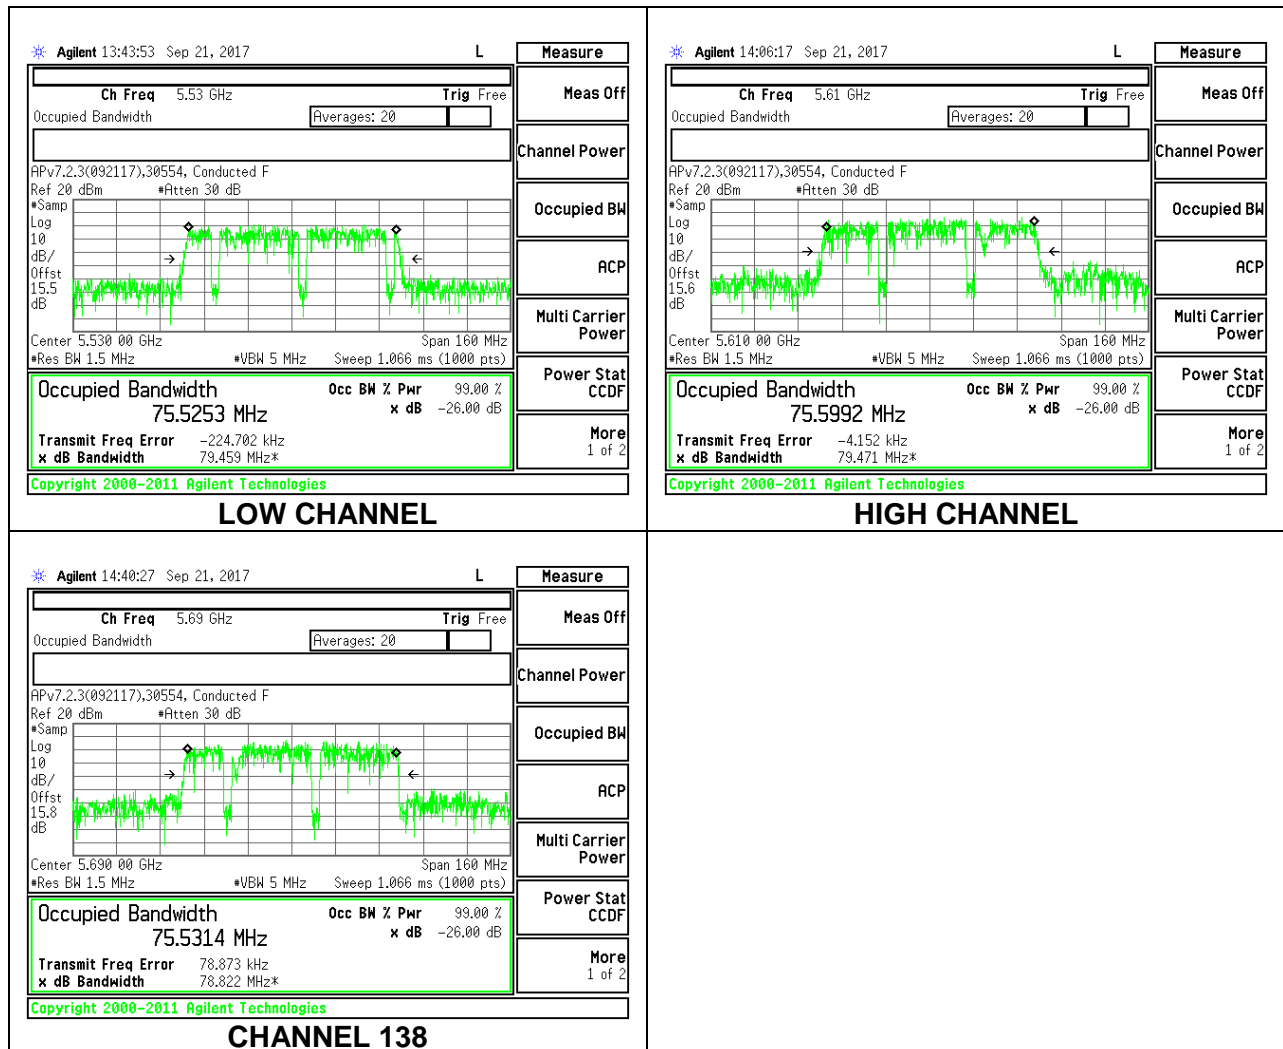 Agilent 13:43:53 Sep 21, 2017 L
Measure
Ch Freq 5.53 GHz Trig Free
Occupied Bandwidth Averages: 20
APv7.2.3(092117),30554, Conducted F
Ref 20 dBm #Atten 30 dB
#Samp
Log
10
dB/
Offst
15.5
dB
Center 5.530 00 GHz Span 160 MHz
#Res BW 1.5 MHz #VBW 5 MHz Sweep 1.066 ms (1000 pts)
Occupied Bandwidth Occ BW % Pwr 99.00 %
75.5253 MHz x dB -26.00 dB
Transmit Freq Error -224.702 kHz
x dB Bandwidth 79.459 MHz*
Copyright 2000-2011 Agilent Technologies
Meas Off
Channel Power
Occupied BW
ACP
Multi Carrier
Power
Power Stat
CCDF
More
1 of 2
LOW CHANNEL
Agilent 14:06:17 Sep 21, 2017 L
Measure
Ch Freq 5.61 GHz Trig Free
Occupied Bandwidth Averages: 20
APv7.2.3(092117),30554, Conducted F
Ref 20 dBm #Atten 30 dB
#Samp
Log
10
dB/
Offst
15.6
dB
Center 5.610 00 GHz Span 160 MHz
#Res BW 1.5 MHz #VBW 5 MHz Sweep 1.066 ms (1000 pts)
Occupied Bandwidth Occ BW % Pwr 99.00 %
75.5992 MHz x dB -26.00 dB
Transmit Freq Error -4.152 kHz
x dB Bandwidth 79.471 MHz*
Copyright 2000-2011 Agilent Technologies
Meas Off
Channel Power
Occupied BW
ACP
Multi Carrier
Power
Power Stat
CCDF
More
1 of 2
HIGH CHANNEL
Agilent 14:40:27 Sep 21, 2017 L
Measure
Ch Freq 5.69 GHz Trig Free
Occupied Bandwidth Averages: 20
APv7.2.3(092117),30554, Conducted F
Ref 20 dBm #Atten 30 dB
#Samp
Log
10
dB/
Offst
15.8
dB
Center 5.690 00 GHz Span 160 MHz
#Res BW 1.5 MHz #VBW 5 MHz Sweep 1.066 ms (1000 pts)
Occupied Bandwidth Occ BW % Pwr 99.00 %
75.5314 MHz x dB -26.00 dB
Transmit Freq Error 78.873 kHz
x dB Bandwidth 78.822 MHz*
Copyright 2000-2011 Agilent Technologies
Meas Off
Channel Power
Occupied BW
ACP
Multi Carrier
Power
Power Stat
CCDF
More
1 of 2
CHANNEL 138